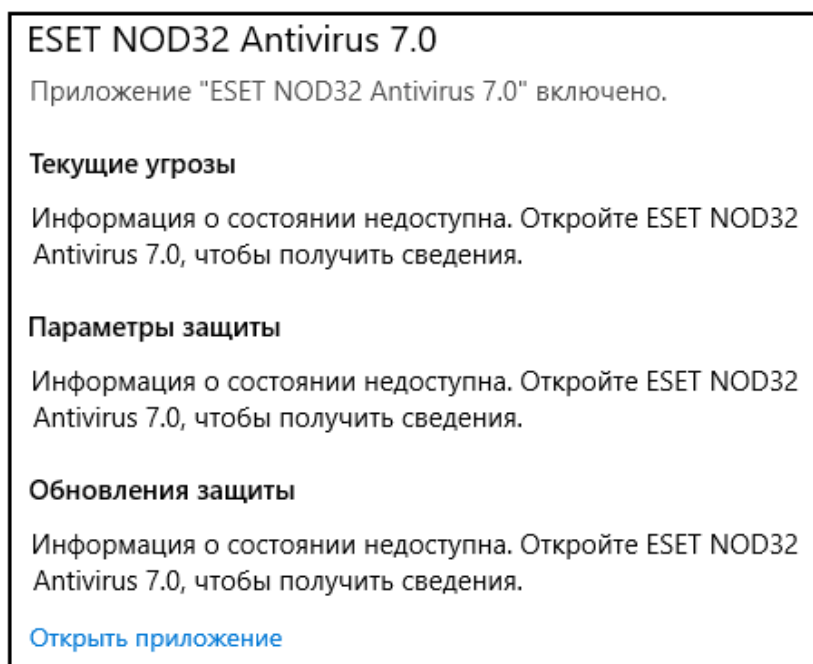 ESET NOD32 Antivirus 7.0
Приложение "ESET NOD32 Antivirus 7.0" включено.
Текущие угрозы
Информация о состоянии недоступна. Откройте ESET NOD32
Antivirus 7.0, чтобы получить сведения.
Параметры защиты
Информация о состоянии недоступна. Откройте ESET NOD32
Antivirus 7.0, чтобы получить сведения.
Обновления защиты
Информация о состоянии недоступна. Откройте ESET NOD32
Antivirus 7.0, чтобы получить сведения.
Открыть приложение